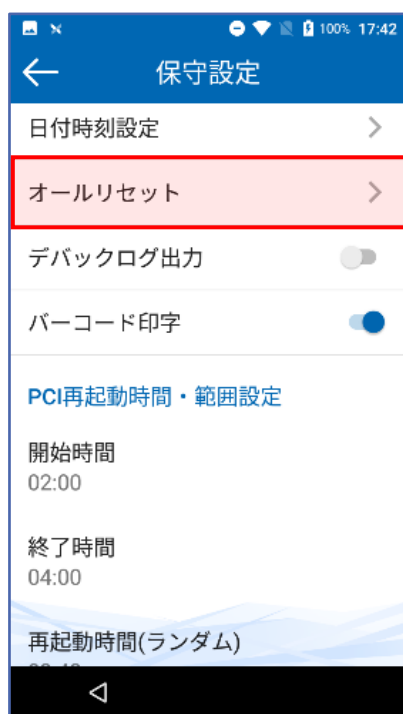 100% 17:42
保守設定
日付時刻設定
オールリセット
デバックログ出力
バーコード印字
PCI再起動時間・範囲設定
開始時間
02:00
終了時間
04:00
再起動時間(ランダム)